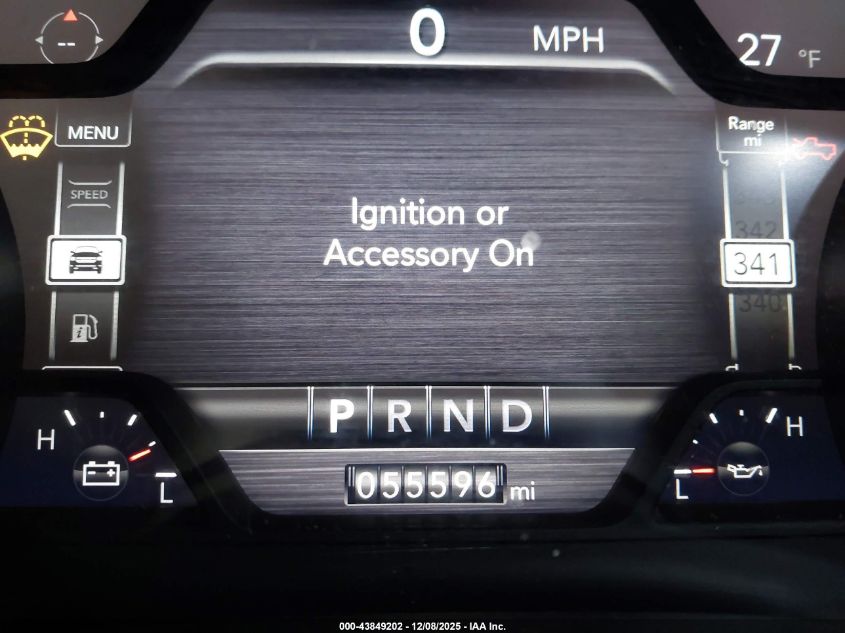 --
0 MPH
27 °F
MENU
SPEED
Range
mi
Ignition or
Accessory On
342
341
340
P R N D
H
L
H
L
055596 mi
000-43849202 - 12/08/2025 - IAA Inc.